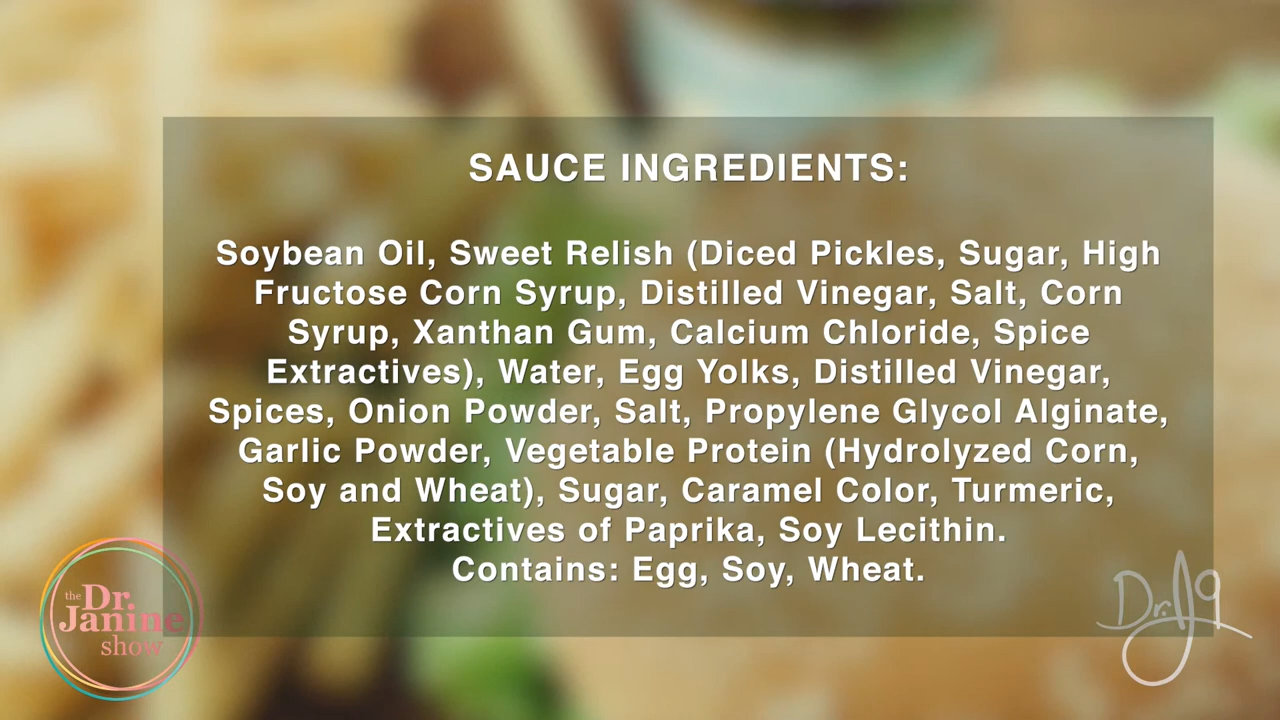 SAUCE INGREDIENTS:
Soybean Oil, Sweet Relish (Diced Pickles, Sugar, High
Fructose Corn Syrup, Distilled Vinegar, Salt, Corn
Syrup, Xanthan Gum, Calcium Chloride, Spice
Extractives), Water, Egg Yolks, Distilled Vinegar,
Spices, Onion Powder, Salt, Propylene Glycol Alginate,
Garlic Powder, Vegetable Protein (Hydrolyzed Corn,
Soy and Wheat), Sugar, Caramel Color, Turmeric,
Extractives of Paprika, Soy Lecithin.
Contains: Egg, Soy, Wheat.
the Dr.
Janine
show
Dr. J9